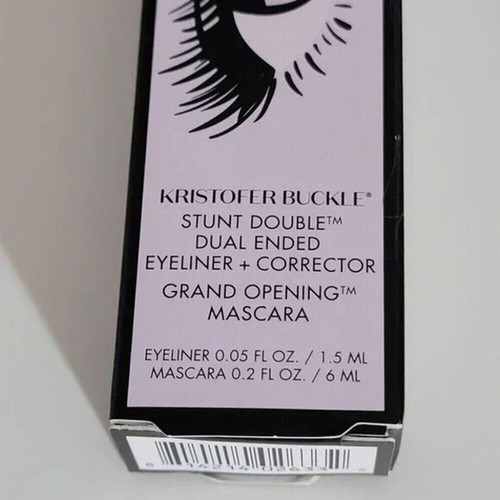 KRISTOFER BUCKLE®
STUNT DOUBLE™
DUAL ENDED
EYELINER + CORRECTOR
GRAND OPENING™
MASCARA
EYELINER 0.05 FL OZ. / 1.5 ML
MASCARA 0.2 FL OZ. / 6 ML